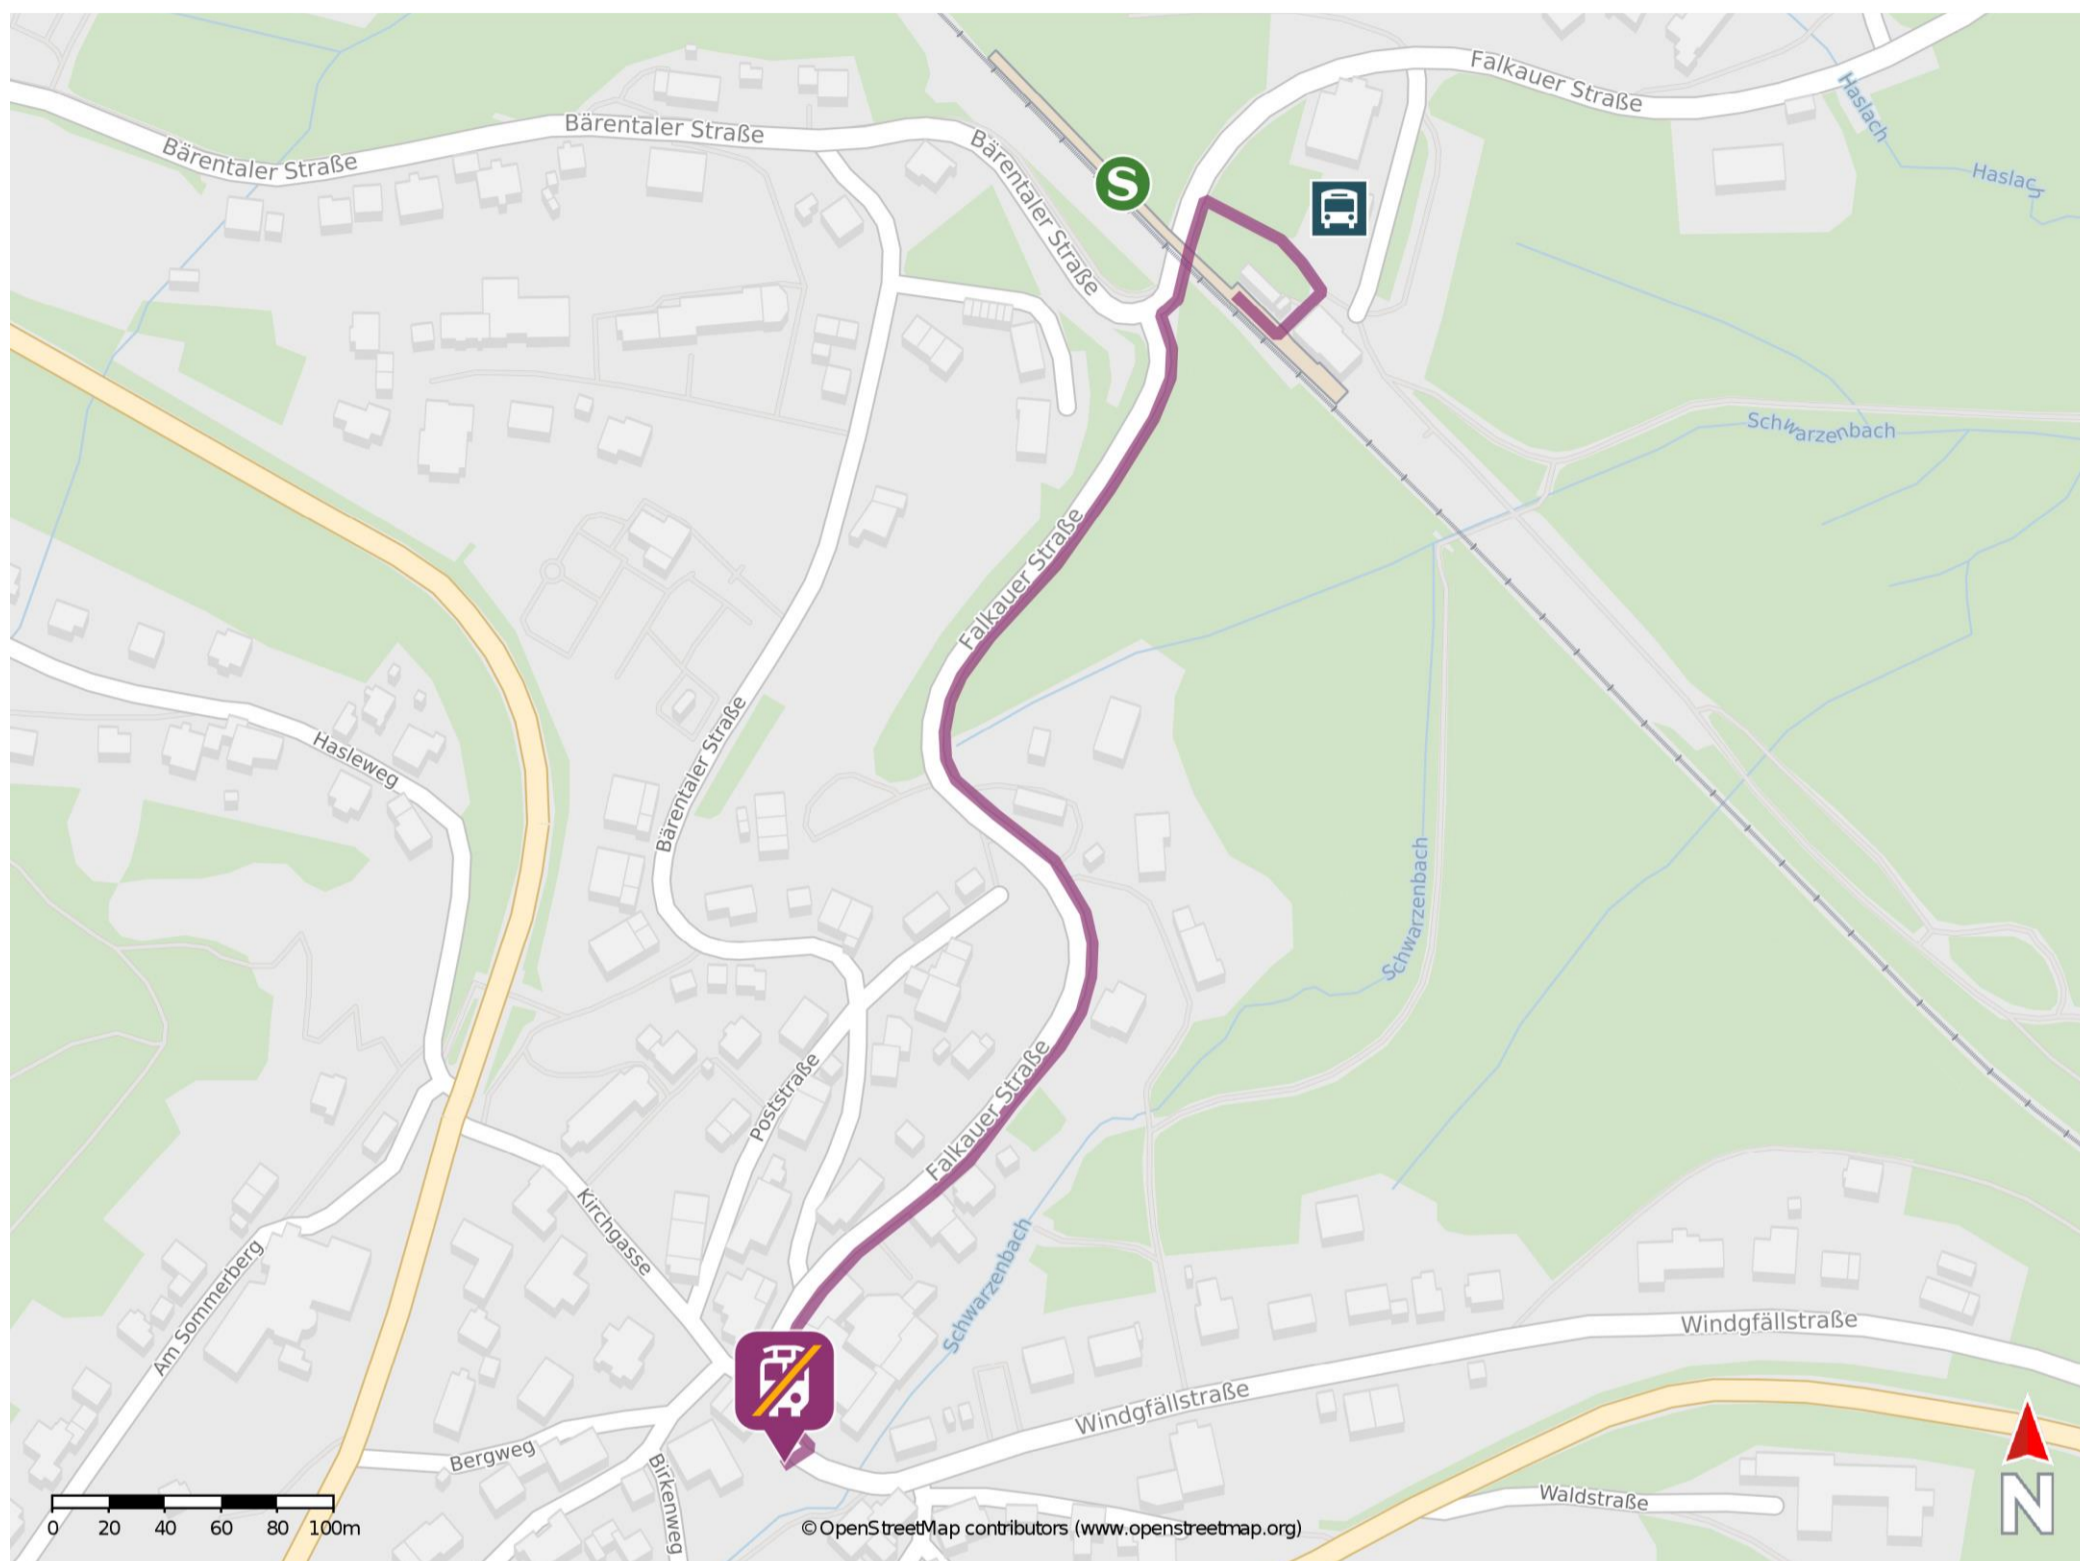 Falkauer Straße
Haslach
Haslach
Bärentaler Straße
Bärentaler Straße
Bärentaler Straße
S
Schwarzenbach
Falkauer Straße
Hasleweg
Bärentaler Straße
Schwarzenbach
Poststraße
Falkauer Straße
Kirchgasse
Schwarzenbach
Am Sommerberg
Windgfällstraße
Windgfällstraße
Bergweg
Birkenweg
Waldstraße
N
0 20 40 60 80 100m
© OpenStreetMap contributors (www.openstreetmap.org)